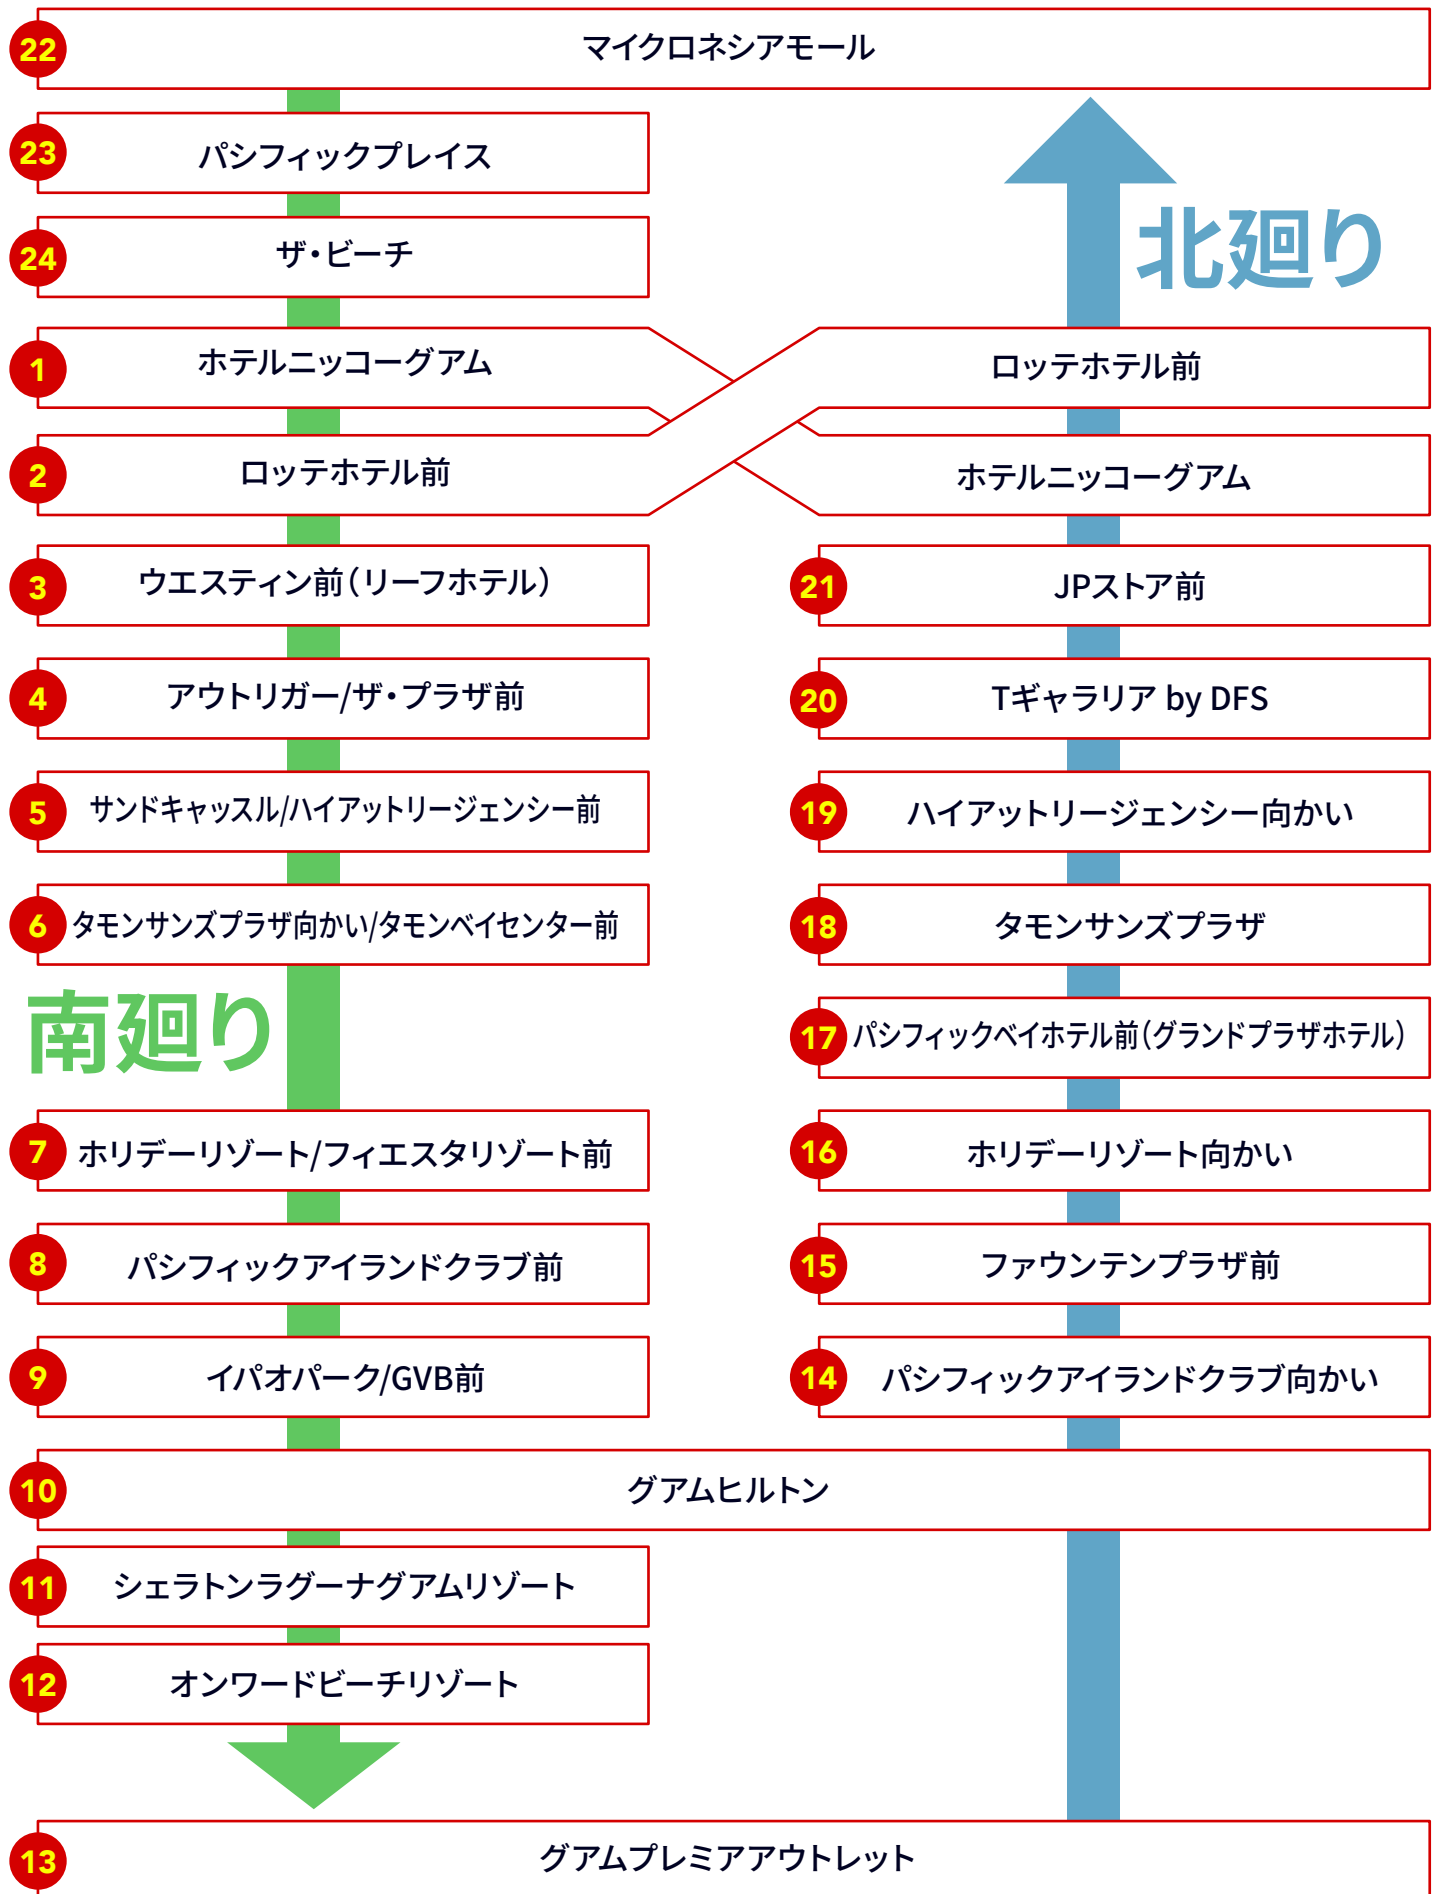 22
マイクロネシアモール
23
パシフィックプレイス
24
ザ・ビーチ
北廻り
1
ホテルニッコーグアム
ロッテホテル前
2
ロッテホテル前
ホテルニッコーグアム
3
ウエスティン前（リーフホテル）
21
JPストア前
4
アウトリガー/ザ・プラザ前
20
Tギャラリア by DFS
5
サンドキャッスル/ハイアットリージェンシー前
19
ハイアットリージェンシー向かい
6
タモンサンズプラザ向かい/タモンベイセンター前
18
タモンサンズプラザ
南廻り
17
パシフィックベイホテル前（グランドプラザホテル）
7
ホリデーリゾート/フィエスタリゾート前
16
ホリデーリゾート向かい
8
パシフィックアイランドクラブ前
15
ファウンテンプラザ前
9
イパオパーク/GVB前
14
パシフィックアイランドクラブ向かい
10
グアムヒルトン
11
シェラトンラグーナグアムリゾート
12
オンワードビーチリゾート
13
グアムプレミアアウトレット